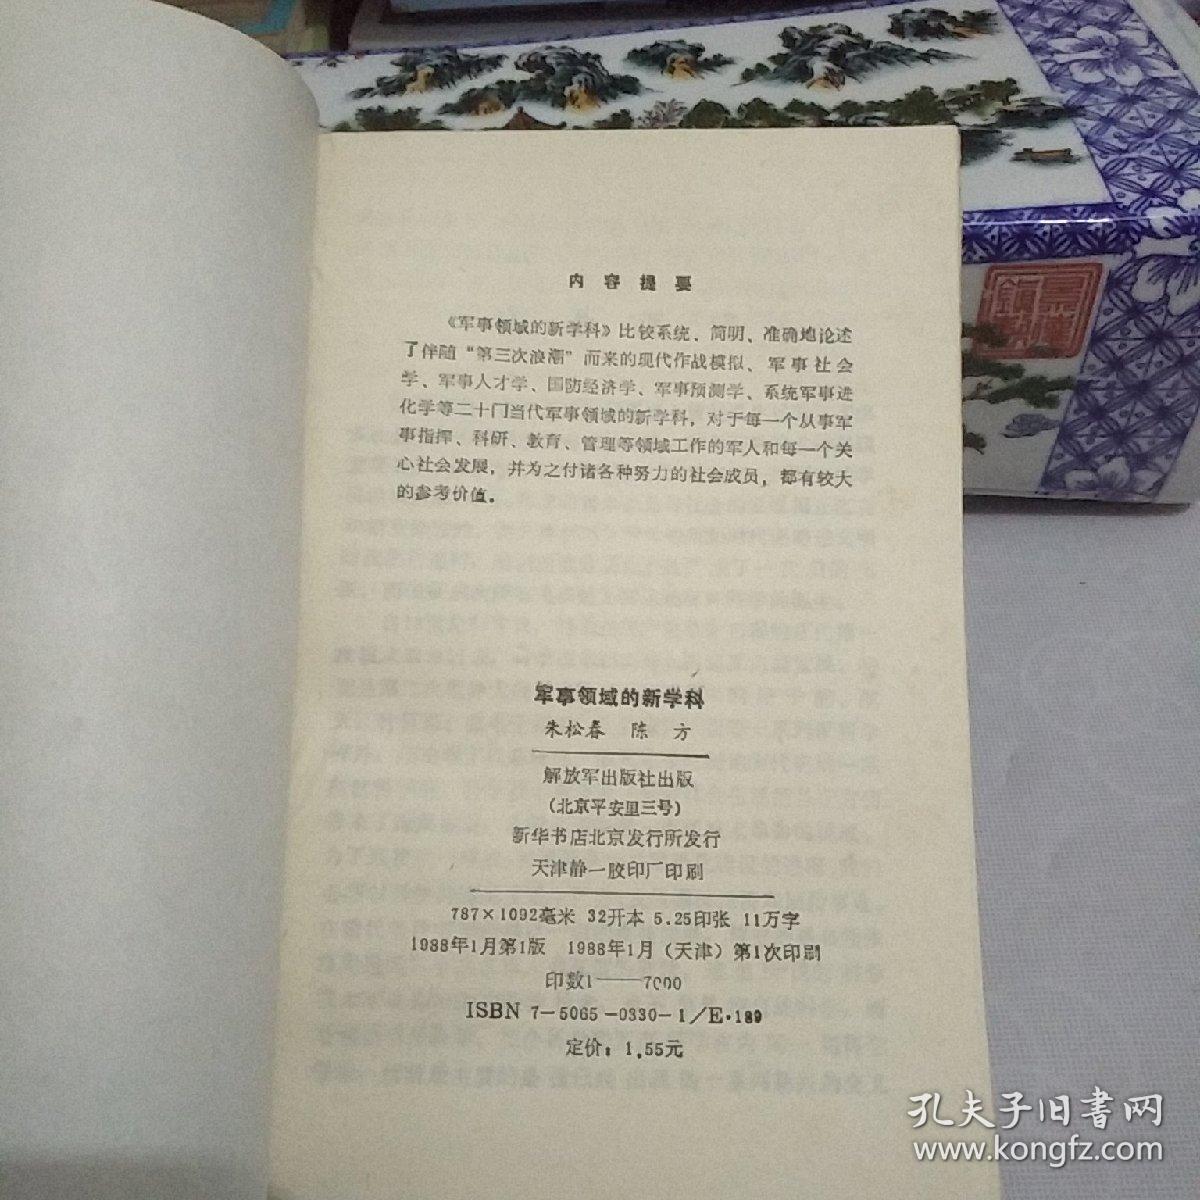 内容提要
《军事领域的新学科》比较系统、简明、准确地论述
了伴随“第三次浪潮”而来的现代作战模拟、军事社会
学、军事人才学、国防经济学、军事预测学、系统军事进
化学等二十门当代军事领域的新学科，对于每一个从事军
事指挥、科研、教育、管理等领域工作的军人和每一个关
心社会发展，并为之付诸各种努力的社会成员，都有较大
的参考价值。
军事领域的新学科
朱松春 陈方
解放军出版社出版
（北京平安里三号）
新华书店北京发行所发行
天津静一胶印厂印刷
787×1092毫米 32开本 5.25印张 11万字
1988年1月第1版 1988年1月（天津）第1次印刷
印数1——7000
ISBN 7-5065-0330-1/E·189
定价：1.55元
孔夫子旧书网
www.kongfz.com